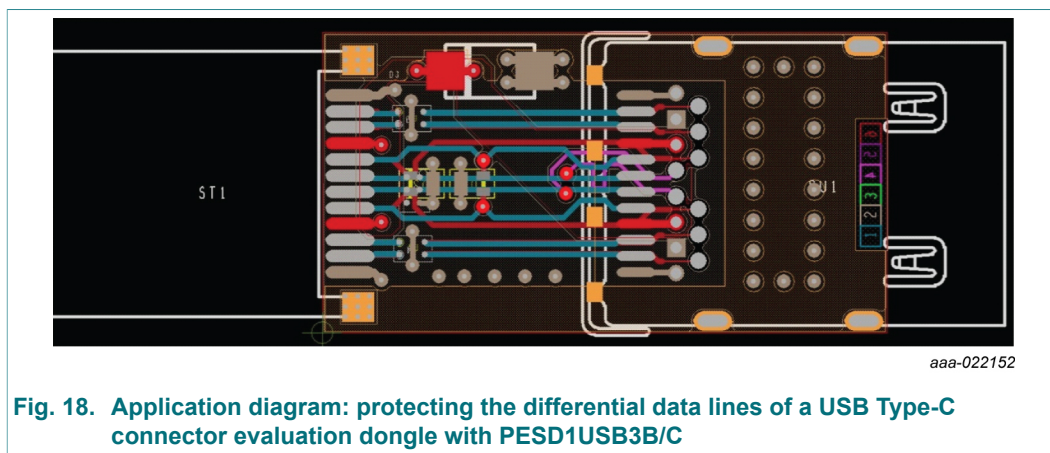 D3
ST1
BU1
1
2
3
4
5
6
aaa-022152
Fig. 18. Application diagram: protecting the differential data lines of a USB Type-C
connector evaluation dongle with PESD1USB3B/C